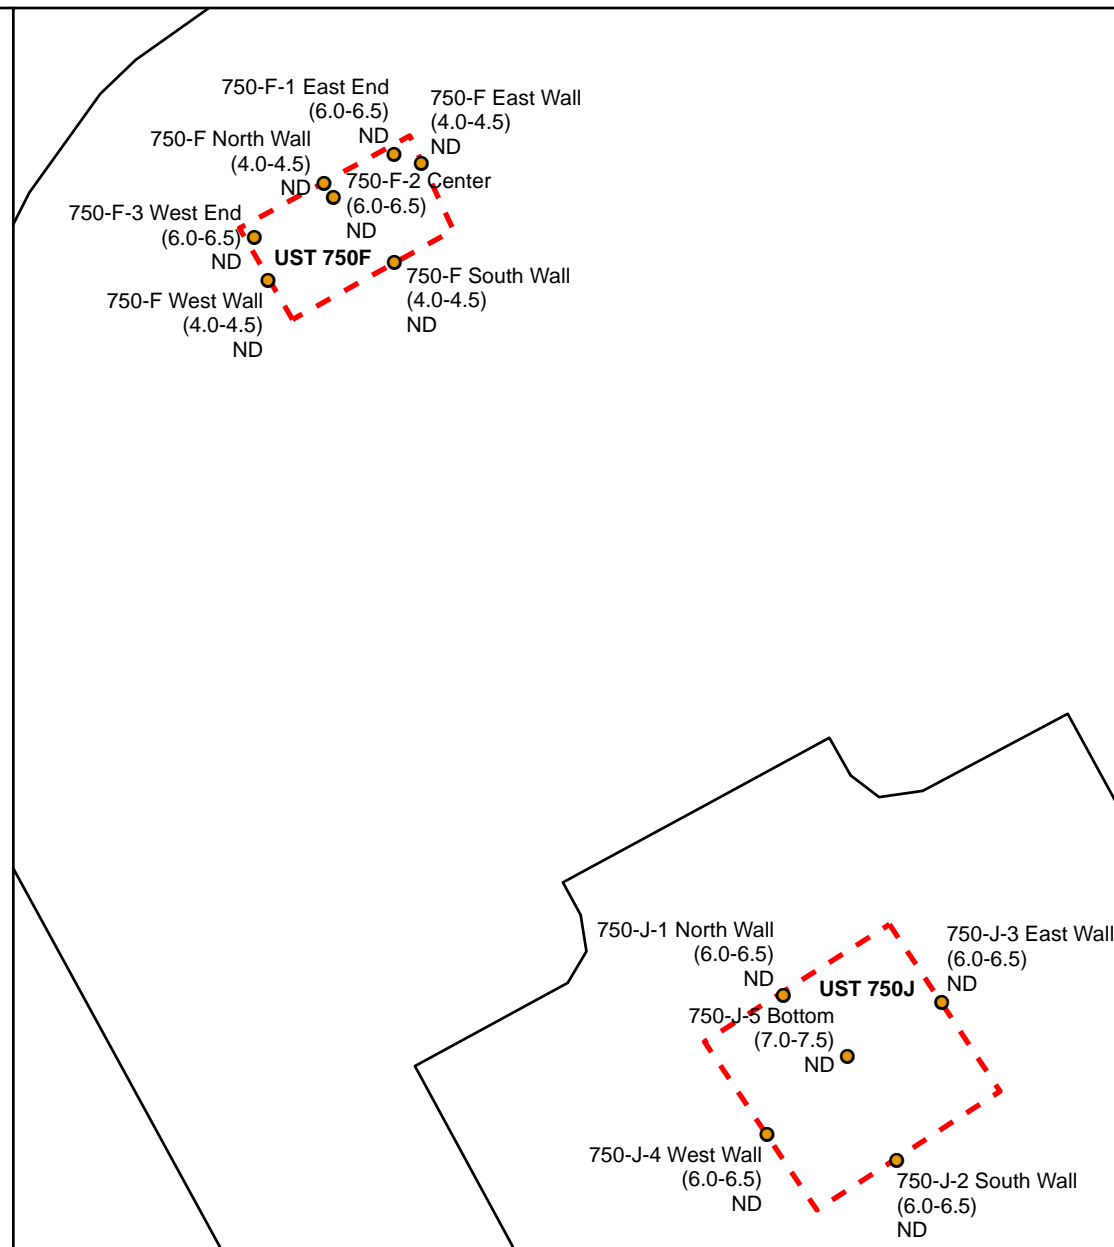 750-F-1 East End
(6.0-6.5)
ND
750-F East Wall
(4.0-4.5)
ND
750-F North Wall
(4.0-4.5)
ND
750-F-2 Center
(6.0-6.5)
ND
750-F-3 West End
(6.0-6.5)
ND
UST 750F
750-F South Wall
(4.0-4.5)
ND
750-F West Wall
(4.0-4.5)
ND
750-J-1 North Wall
(6.0-6.5)
ND
750-J-3 East Wall
(6.0-6.5)
ND
UST 750J
750-J-5 Bottom
(7.0-7.5)
ND
750-J-4 West Wall
(6.0-6.5)
ND
750-J-2 South Wall
(6.0-6.5)
ND